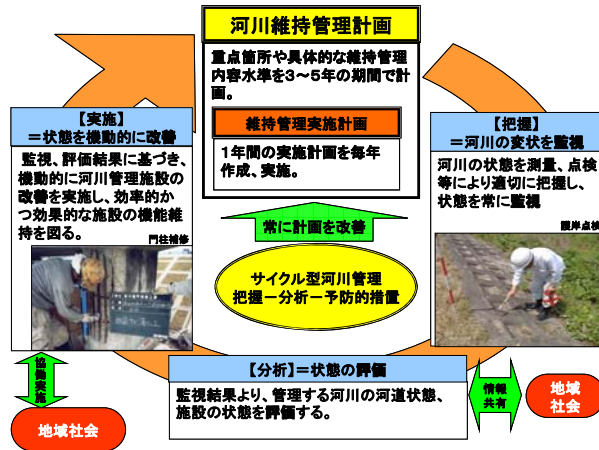 河川維持管理計画
重点箇所や具体的な維持管理
内容水準を3～5年の期間で計
画。
維持管理実施計画
1年間の実施計画を毎年
作成、実施。
常に計画を改善
サイクル型河川管理
把握－分析－予防的措置
【把握】
＝河川の変状を監視
河川の状態を測量、点検
等により適切に把握し、
状態を常に監視
護岸点検
【分析】＝状態の評価
監視結果より、管理する河川の河道状態、
施設の状態を評価する。
情報
共有
地域
社会
【実施】
＝状態を機動的に改善
監視、評価結果に基づき、
機動的に河川管理施設の
改善を実施し、効率的か
つ効果的な施設の機能維
持を図る。
門柱補修
協働
実施
地域社会